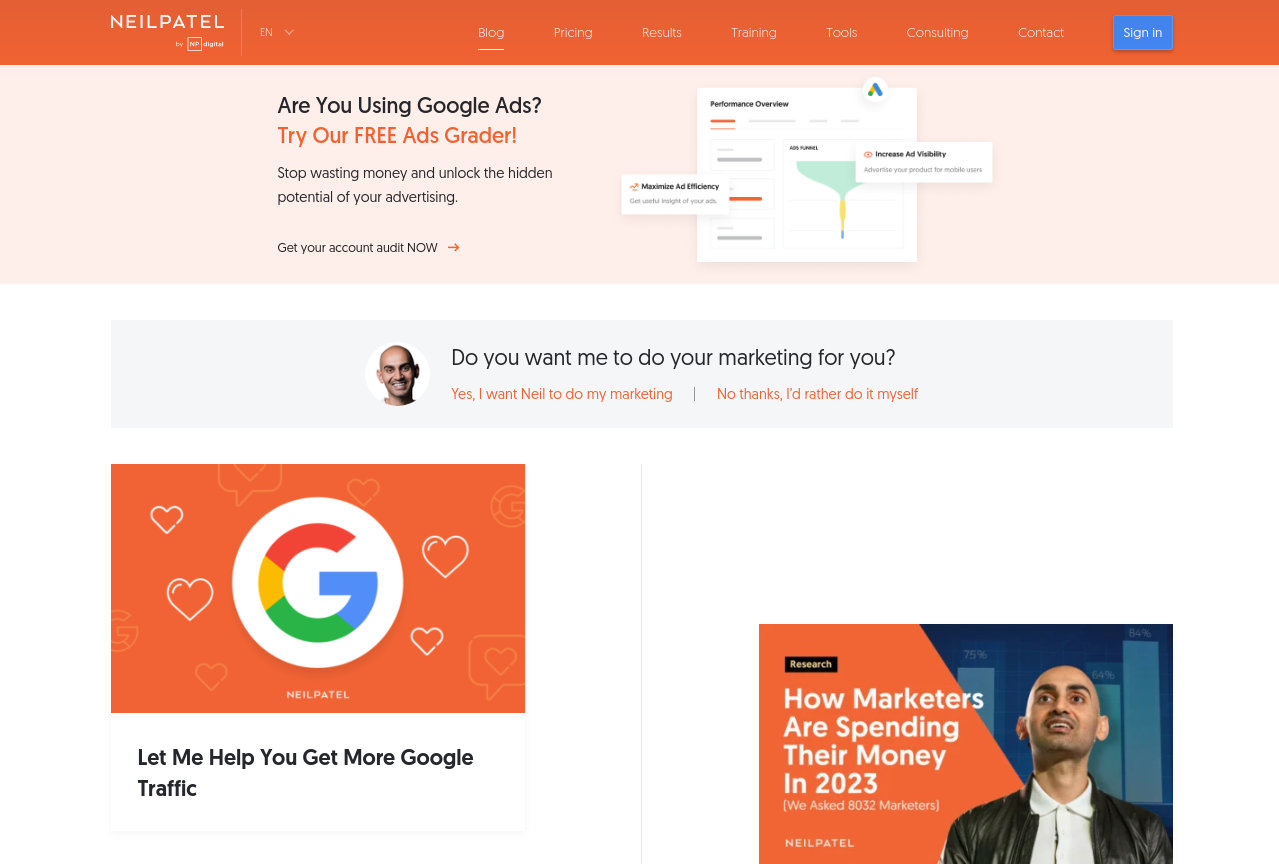 NEILPATEL
by NP digital
EN
Blog
Pricing
Results
Training
Tools
Consulting
Contact
Sign in
Are You Using Google Ads?
Try Our FREE Ads Grader!
Stop wasting money and unlock the hidden
potential of your advertising.
Get your account audit NOW
Performance Overview
ADS FUNNEL
Increase Ad Visibility
Advertise your product for mobile users
Maximize Ad Efficiency
Get useful insight of your ads.
Do you want me to do your marketing for you?
Yes, I want Neil to do my marketing
No thanks, I'd rather do it myself
NEILPATEL
Let Me Help You Get More Google
Traffic
84%
75%
64%
Research
How Marketers
Are Spending
Their Money
In 2023
(We Asked 8032 Marketers)
NEILPATEL